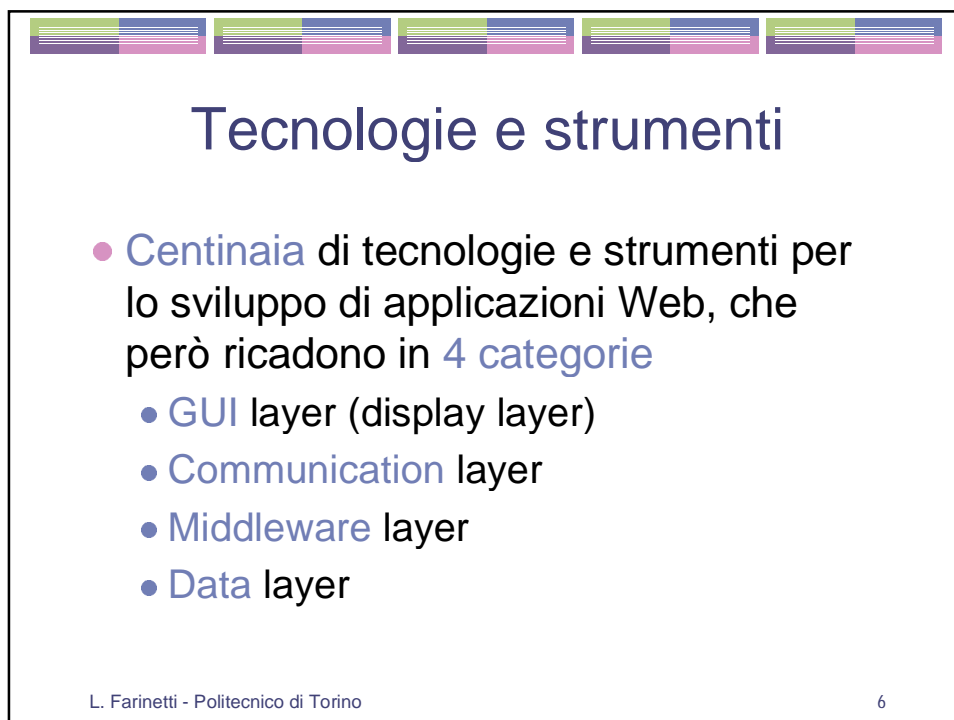 Tecnologie e strumenti
Centinaia di tecnologie e strumenti per
lo sviluppo di applicazioni Web, che
però ricadono in 4 categorie
GUI layer (display layer)
Communication layer
Middleware layer
Data layer
L. Farinetti - Politecnico di Torino
6